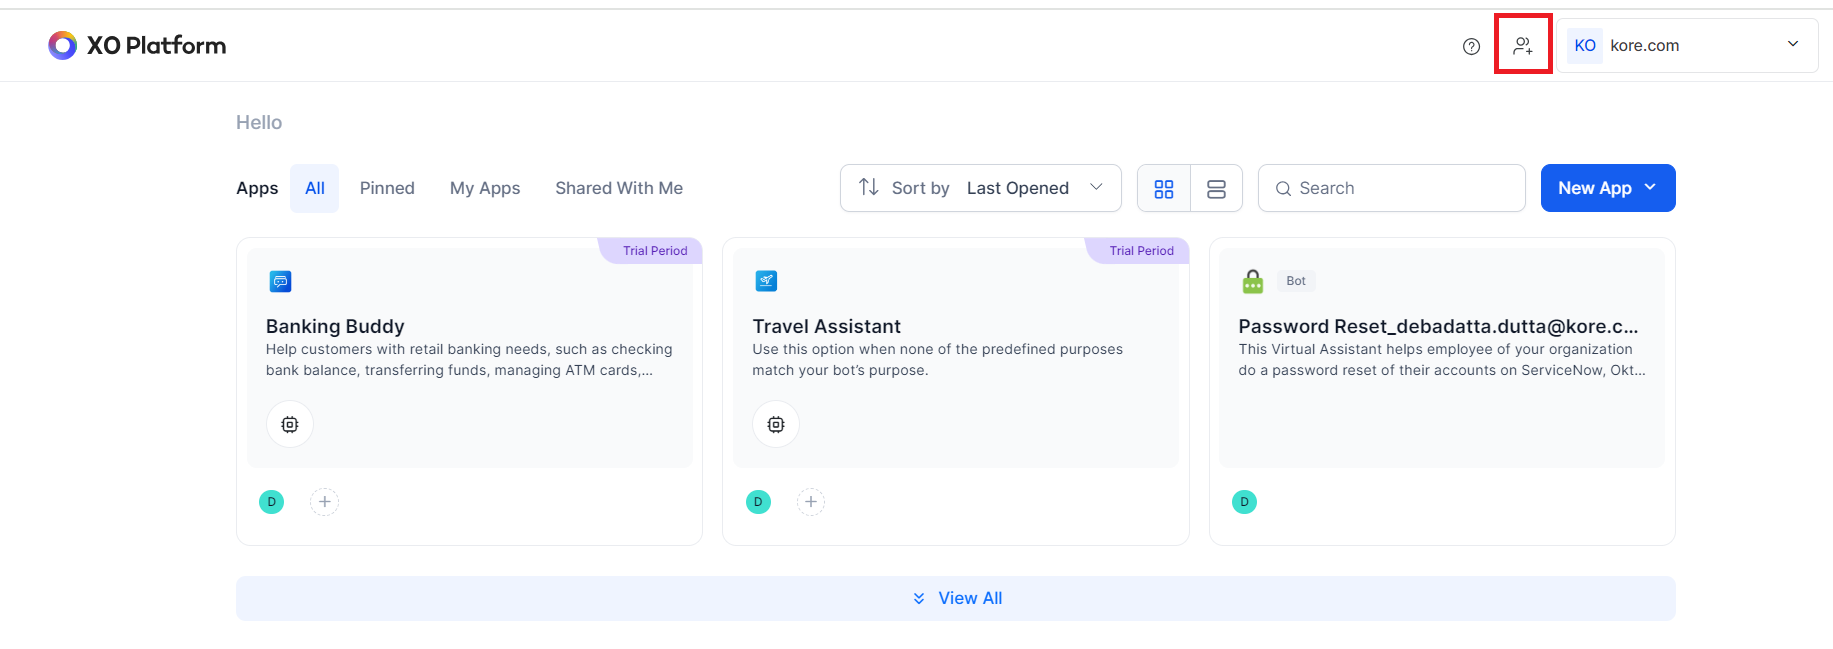 XO Platform
KO kore.com
Hello
Apps All Pinned My Apps Shared With Me Sort by Last Opened Search New App
Trial Period
Banking Buddy
Help customers with retail banking needs, such as checking
bank balance, transferring funds, managing ATM cards,...
D
Trial Period
Travel Assistant
Use this option when none of the predefined purposes
match your bot’s purpose.
D
Bot
Password Reset_debadatta.dutta@kore.c...
This Virtual Assistant helps employee of your organization
do a password reset of their accounts on ServiceNow, Okt...
D
View All